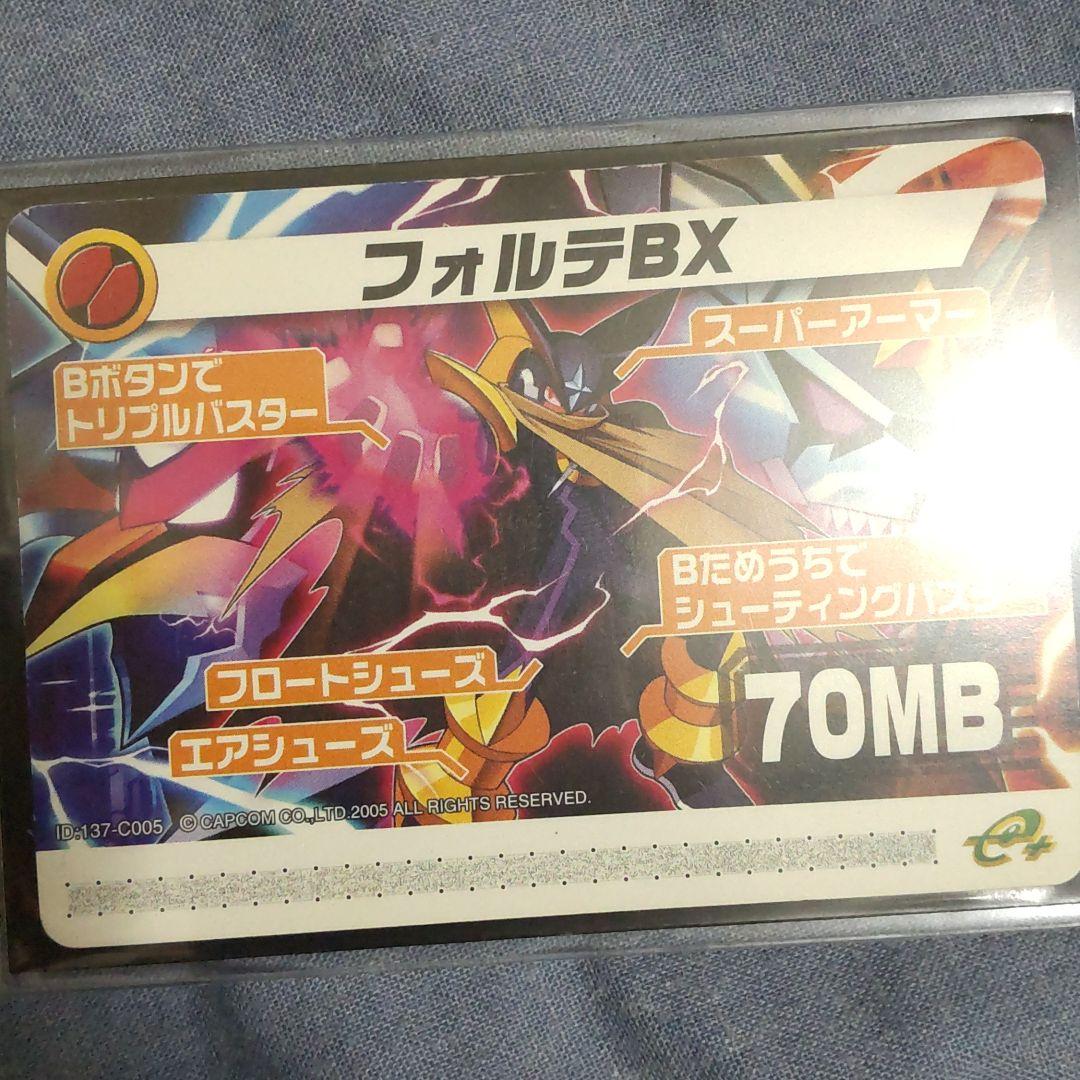 フォルテBX
スーパーアーマー
Bボタンで
トリプルバスター
Bためうちで
シューティングバスター
フロートシューズ
エアシューズ
70MB
ID:137-C005 © CAPCOM CO.,LTD.2005 ALL RIGHTS RESERVED.
e+